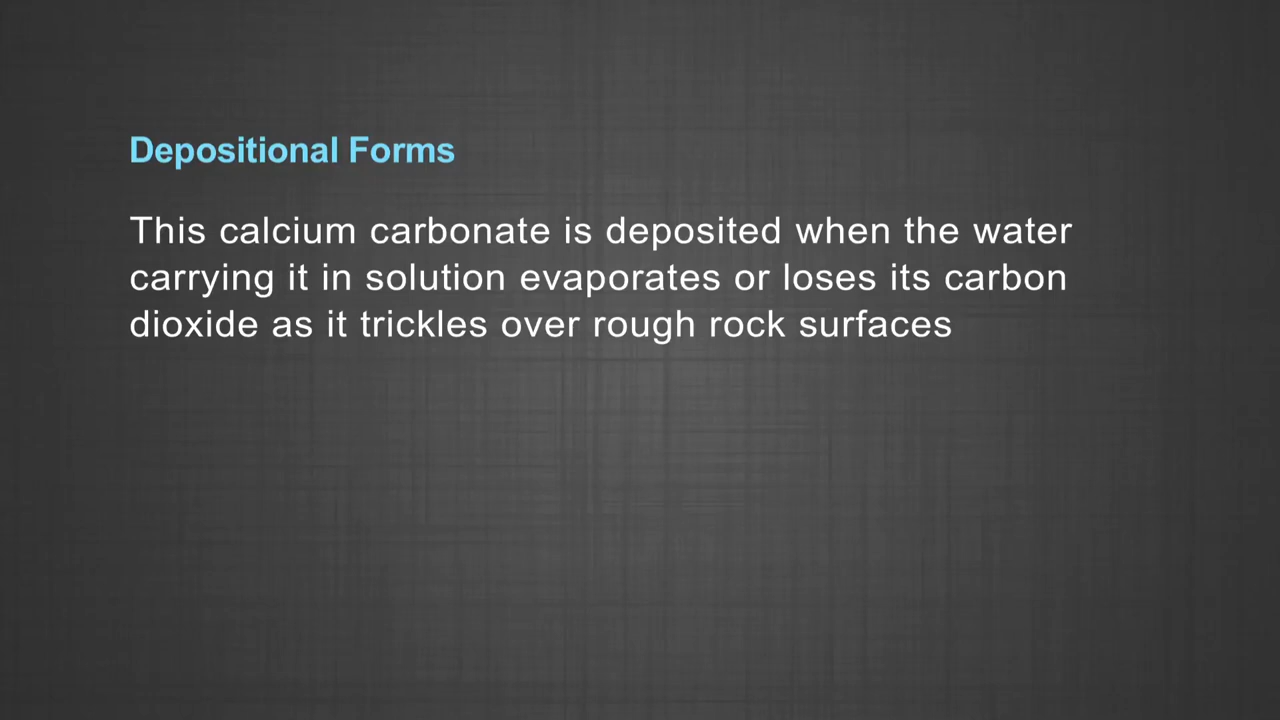 Depositional Forms
This calcium carbonate is deposited when the water
carrying it in solution evaporates or loses its carbon
dioxide as it trickles over rough rock surfaces